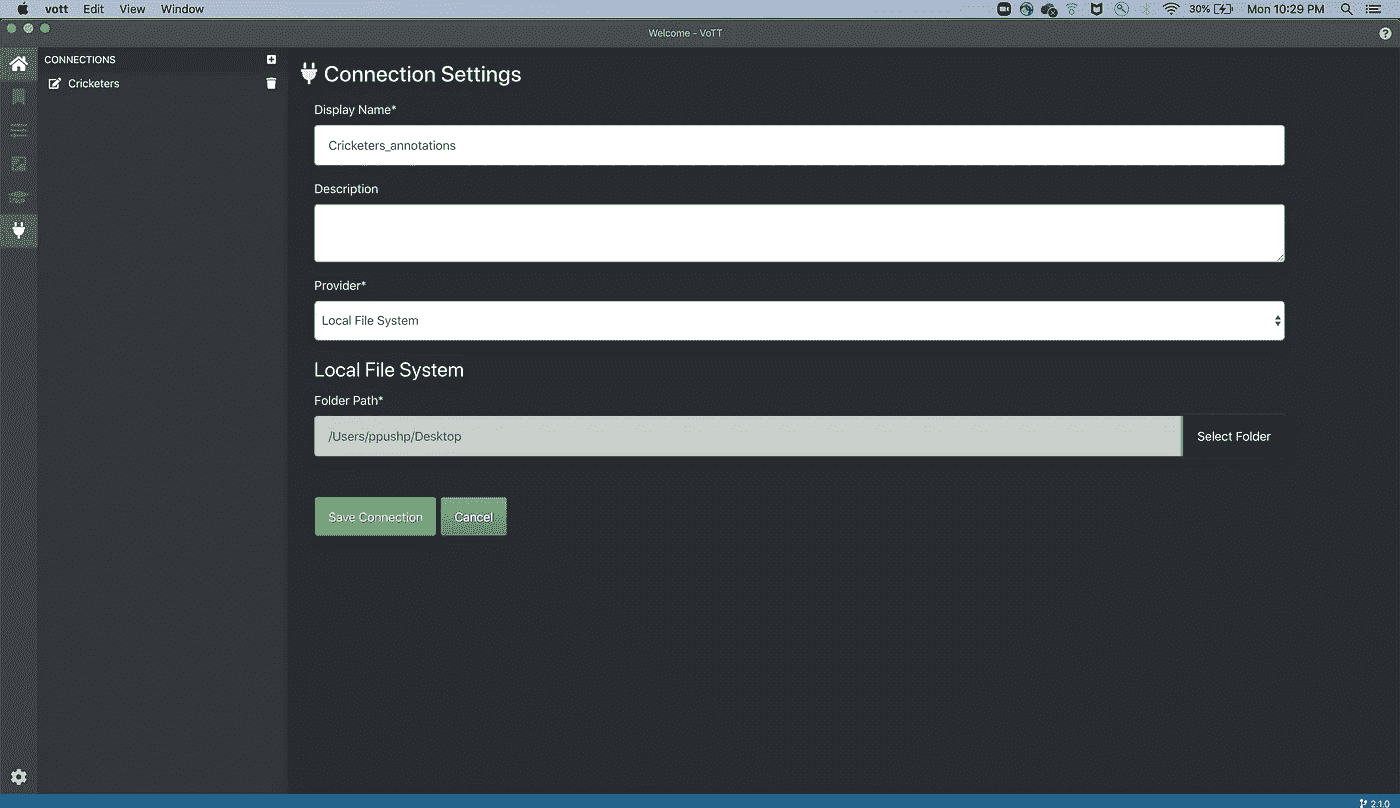 vott Edit View Window 30% Mon 10:29 PM
Welcome - VoTT
CONNECTIONS
Cricketers
Connection Settings
Display Name*
Cricketers_annotations
Description
Provider*
Local File System
Local File System
Folder Path*
/Users/ppushp/Desktop Select Folder
Save Connection Cancel
2.1.0